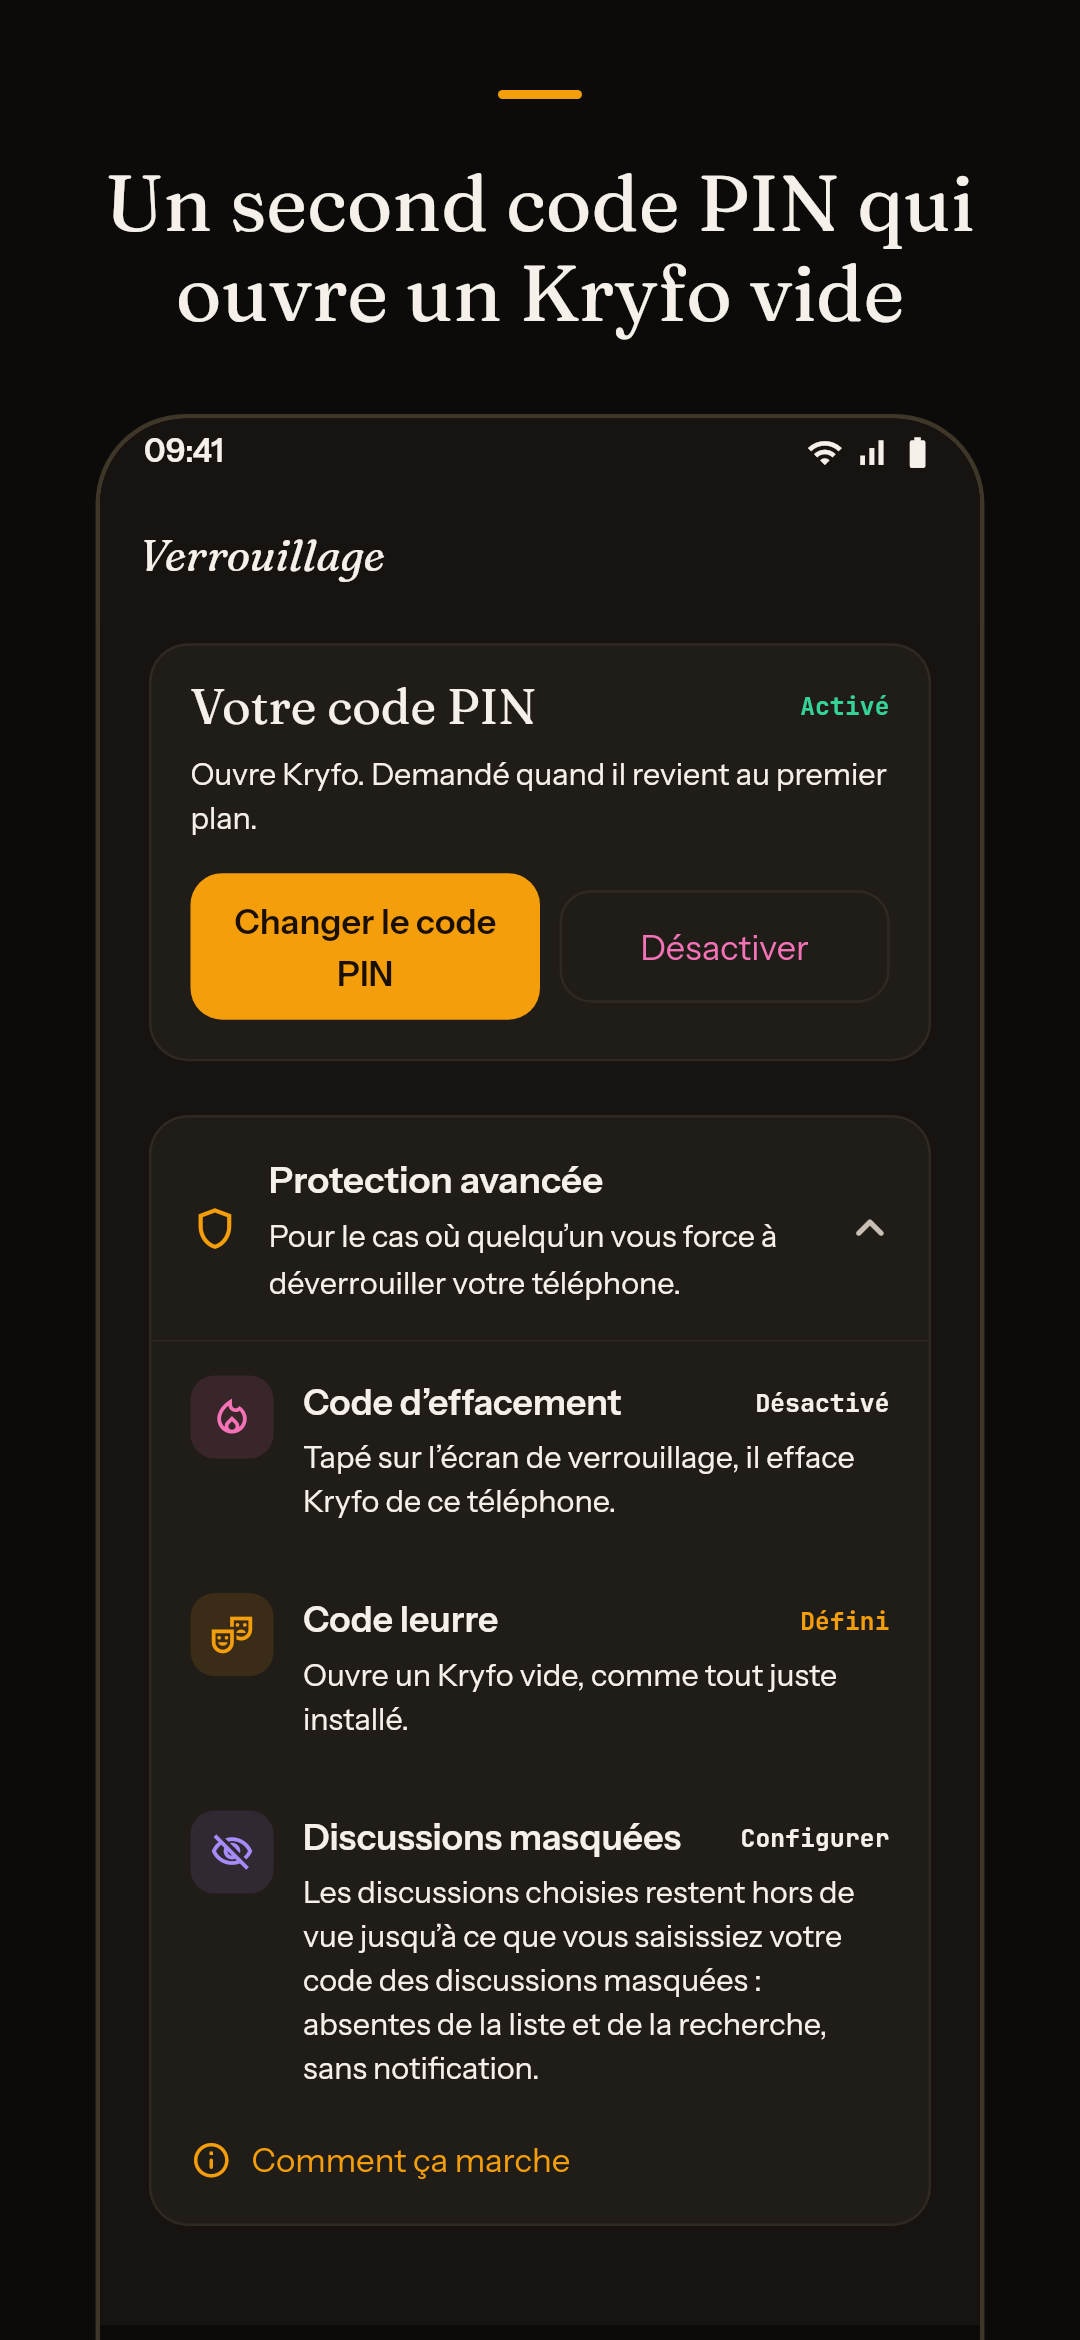 Un second code PIN qui
ouvre un Kryfo vide
09:41
Verrouillage
Votre code PIN
Activé
Ouvre Kryfo. Demandé quand il revient au premier
plan.
Changer le code
PIN
Désactiver
Protection avancée
Pour le cas où quelqu’un vous force à
déverrouiller votre téléphone.
Code d’effacement
Désactivé
Tapé sur l’écran de verrouillage, il efface
Kryfo de ce téléphone.
Code leurre
Défini
Ouvre un Kryfo vide, comme tout juste
installé.
Discussions masquées
Configurer
Les discussions choisies restent hors de
vue jusqu’à ce que vous saisissiez votre
code des discussions masquées :
absentes de la liste et de la recherche,
sans notification.
Comment ça marche